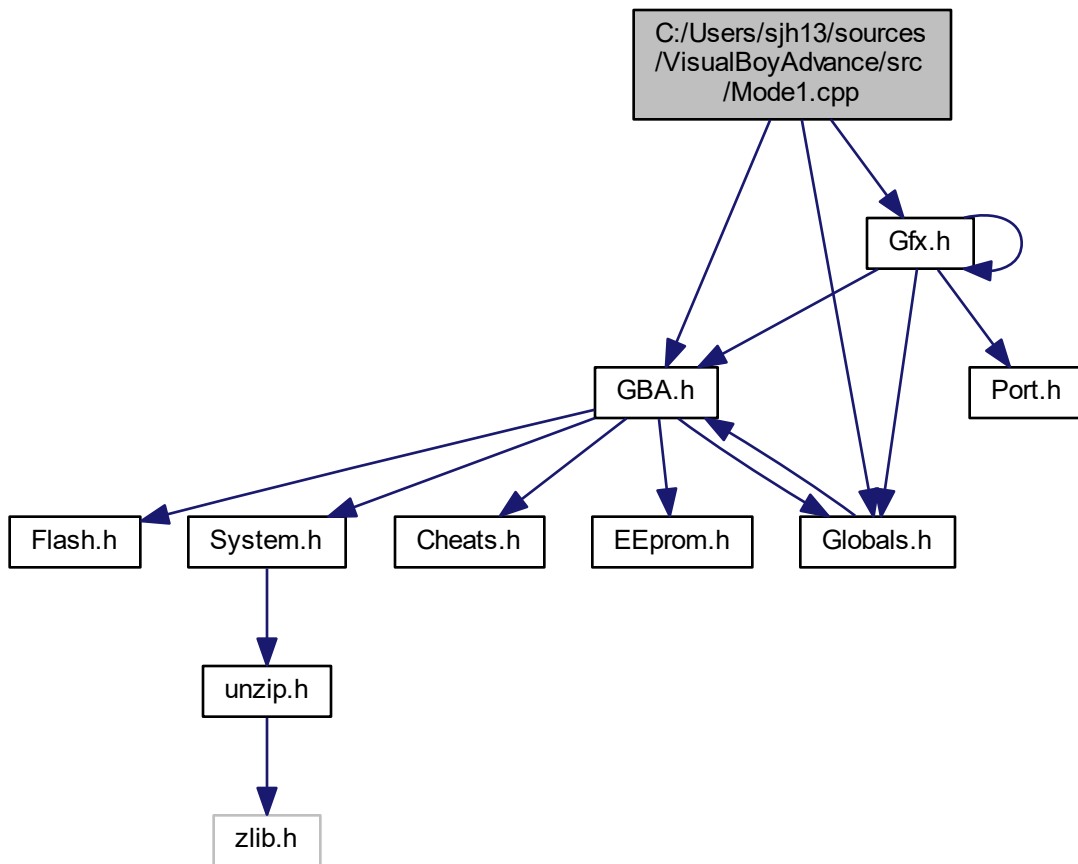 C:/Users/sjh13/sources
/VisualBoyAdvance/src
/Mode1.cpp
Gfx.h
GBA.h
Port.h
Flash.h
System.h
Cheats.h
EEprom.h
Globals.h
unzip.h
zlib.h